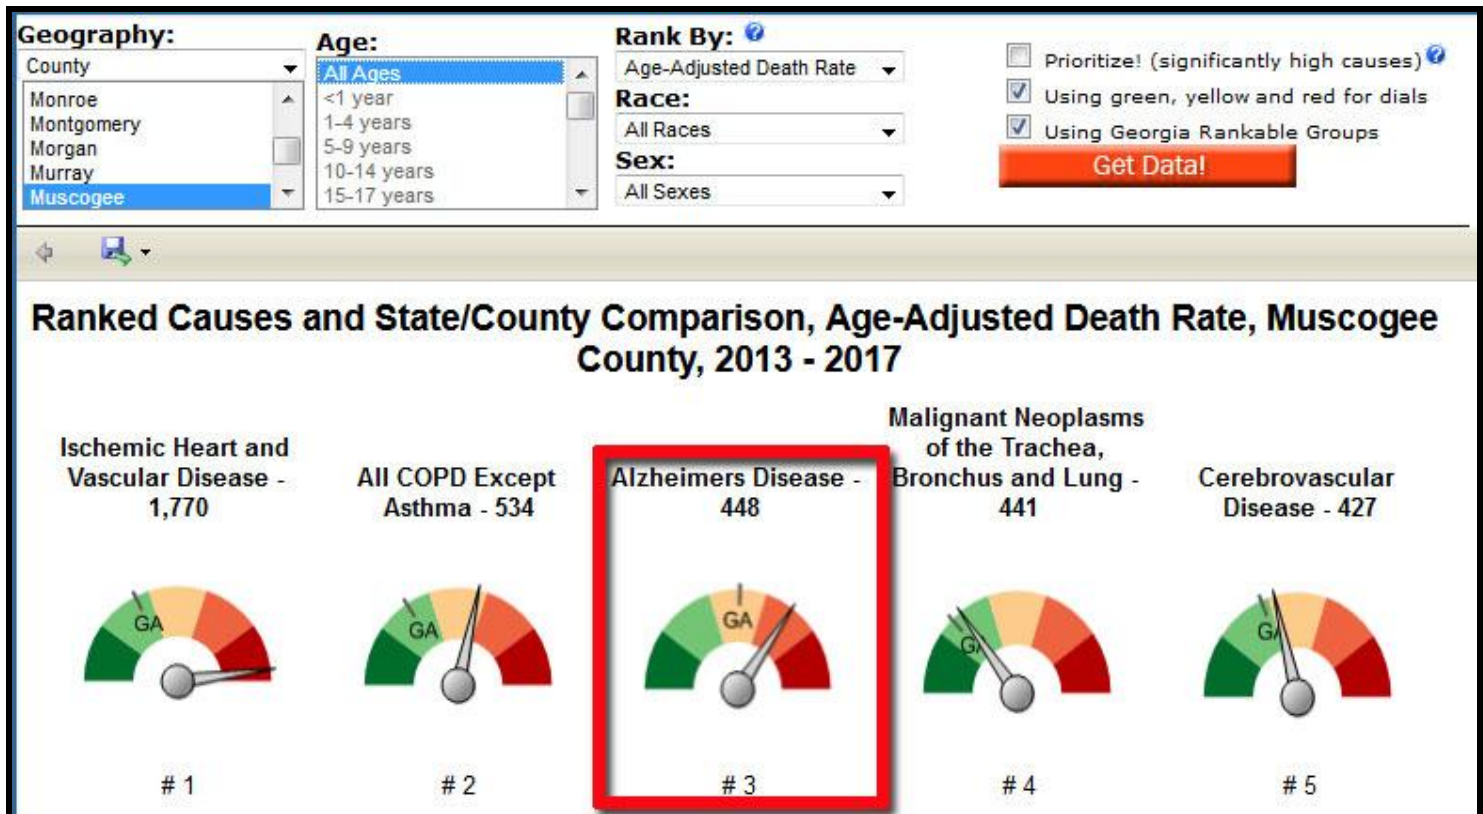 Geography:
County
Monroe
Montgomery
Morgan
Murray
Muscogee
Age:
All Ages
<1 year
1-4 years
5-9 years
10-14 years
15-17 years
Rank By: ?
Age-Adjusted Death Rate
Race:
All Races
Sex:
All Sexes
Prioritize! (significantly high causes) ?
Using green, yellow and red for dials
Using Georgia Rankable Groups
Get Data!
Ranked Causes and State/County Comparison, Age-Adjusted Death Rate, Muscogee
County, 2013 - 2017
Ischemic Heart and
Vascular Disease -
1,770
GA
# 1
All COPD Except
Asthma - 534
GA
# 2
Alzheimers Disease -
448
GA
# 3
Malignant Neoplasms
of the Trachea,
Bronchus and Lung -
441
GA
# 4
Cerebrovascular
Disease - 427
GA
# 5